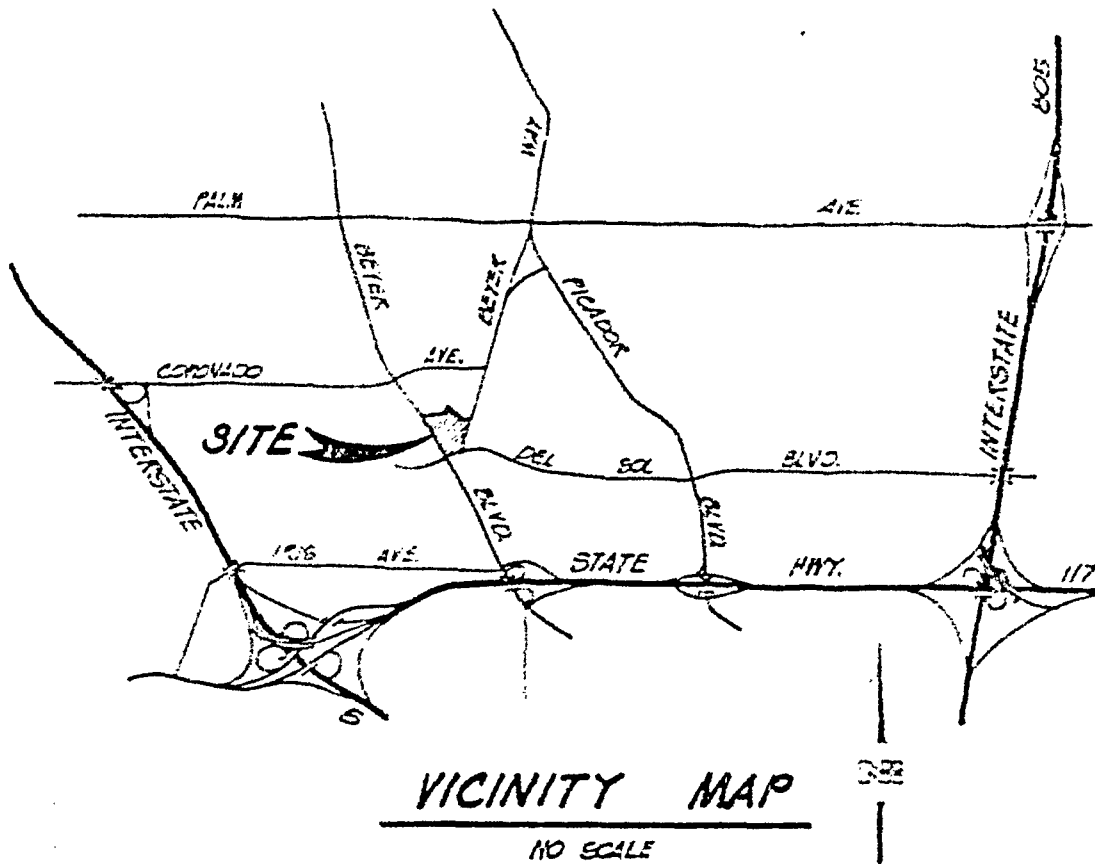 805
WAY
PALM AVE.
BEYER
BEYER
PICADOR
INTERSTATE
CORONADO AVE.
INTERSTATE
SITE
DEL SOL BLVD.
BLVD.
BLVD
IRIS AVE.
STATE HWY. 117
5
VICINITY MAP
NO SCALE